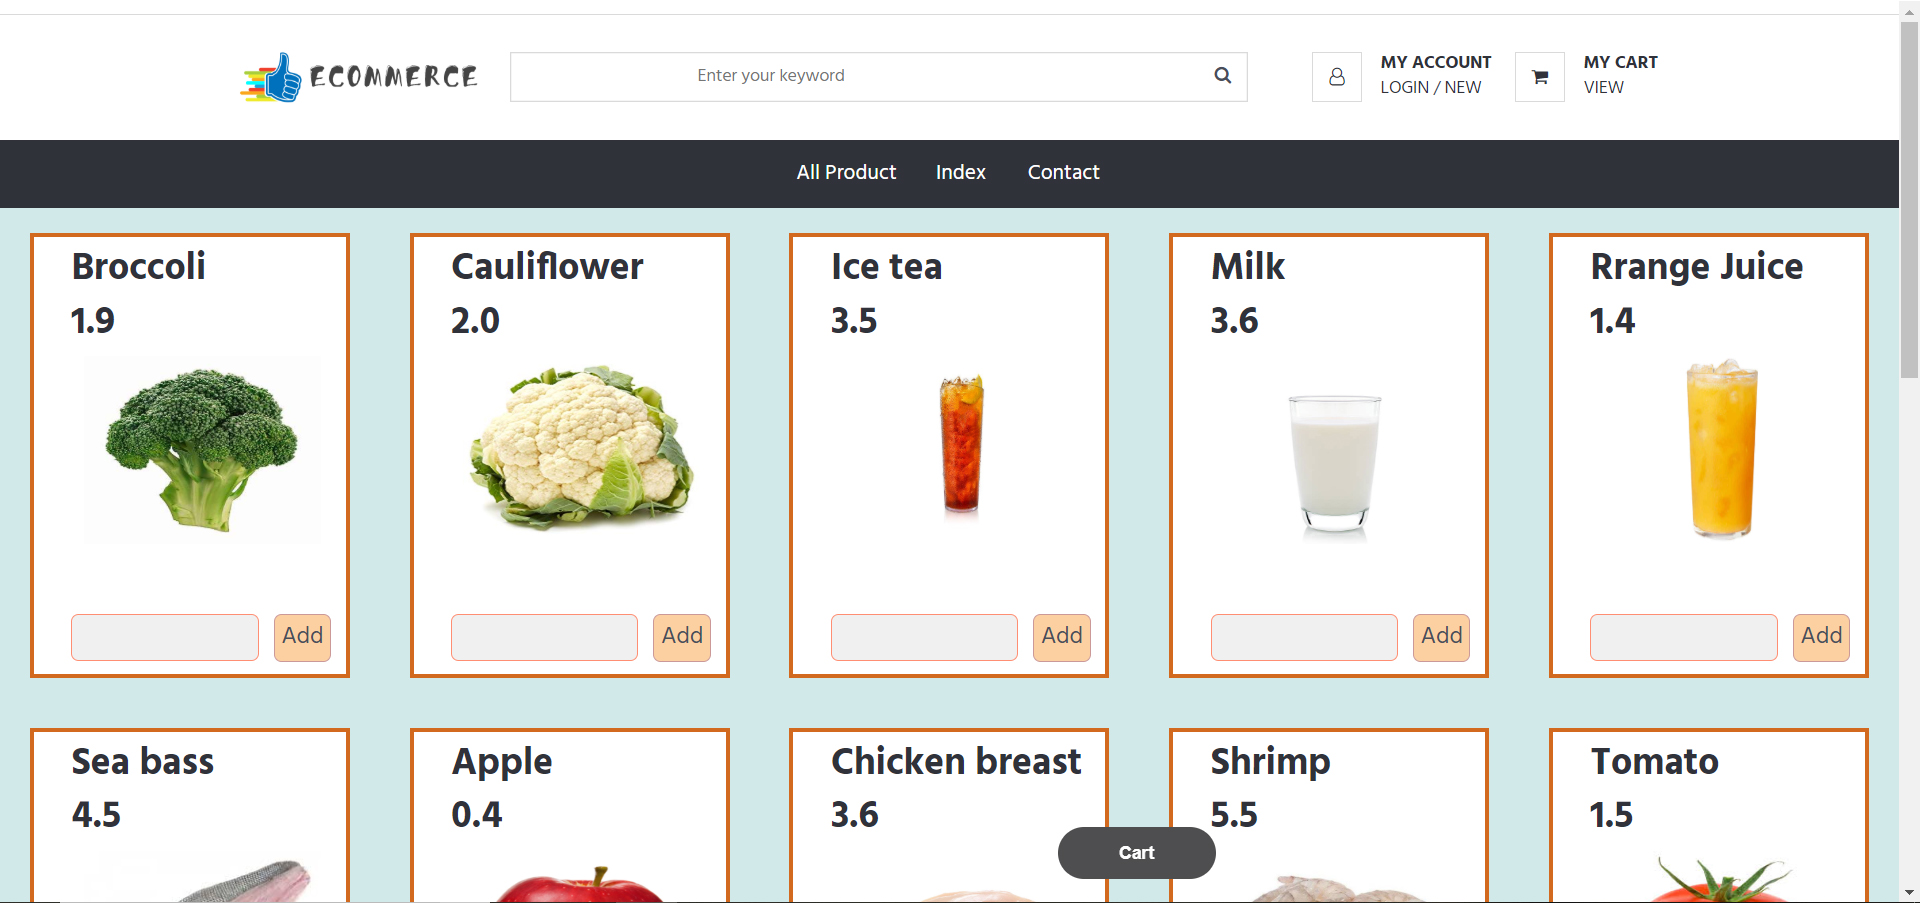 ECOMMERCE
Enter your keyword
MY ACCOUNT
LOGIN / NEW
MY CART
VIEW
All Product Index Contact
Broccoli
1.9
Add
Cauliflower
2.0
Add
Ice tea
3.5
Add
Milk
3.6
Add
Rrange Juice
1.4
Add
Sea bass
4.5
Apple
0.4
Chicken breast
3.6
Shrimp
5.5
Tomato
1.5
Cart